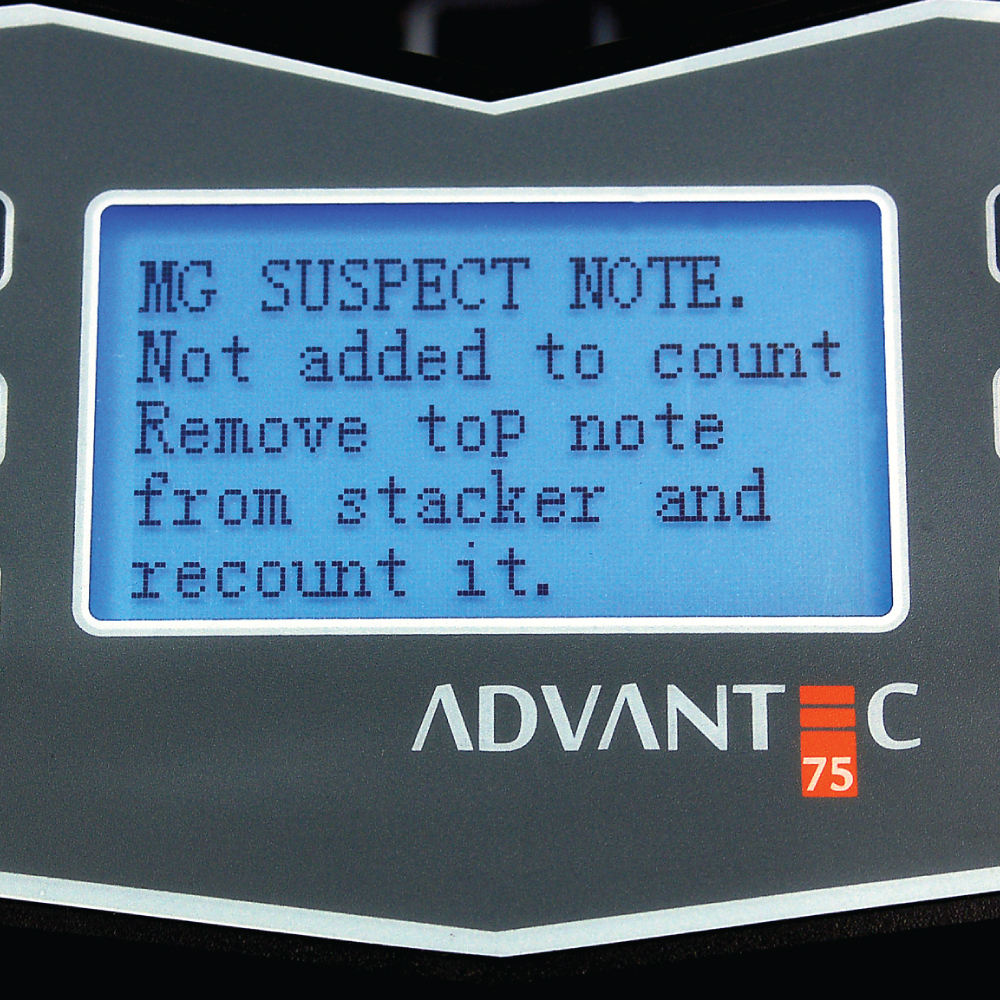 MG SUSPECT NOTE.
Not added to count
Remove top note
from stacker and
recount it.
ADVANTEC
75